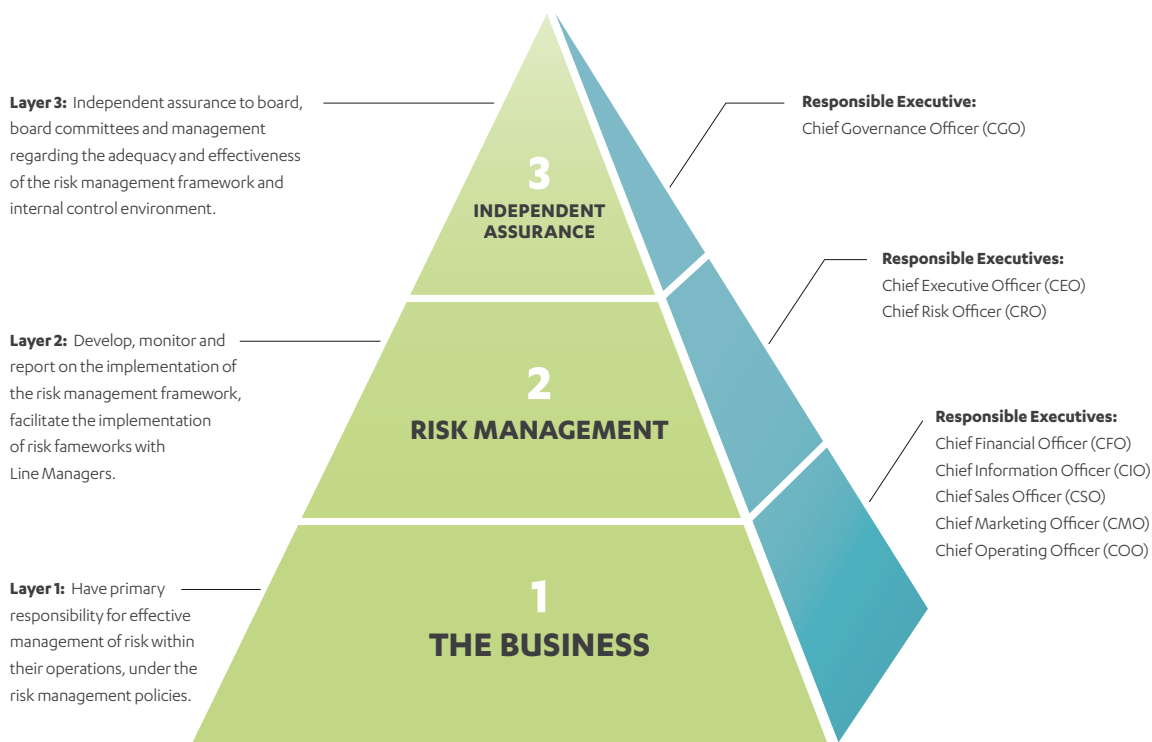 Layer 3: Independent assurance to board,
board committees and management
regarding the adequacy and effectiveness
of the risk management framework and
internal control environment.
Responsible Executive:
Chief Governance Officer (CGO)
3
INDEPENDENT
ASSURANCE
Layer 2: Develop, monitor and
report on the implementation of
the risk management framework,
facilitate the implementation
of risk fameworks with
Line Managers.
Responsible Executives:
Chief Executive Officer (CEO)
Chief Risk Officer (CRO)
2
RISK MANAGEMENT
Layer 1: Have primary
responsibility for effective
management of risk within
their operations, under the
risk management policies.
Responsible Executives:
Chief Financial Officer (CFO)
Chief Information Officer (CIO)
Chief Sales Officer (CSO)
Chief Marketing Officer (CMO)
Chief Operating Officer (COO)
1
THE BUSINESS